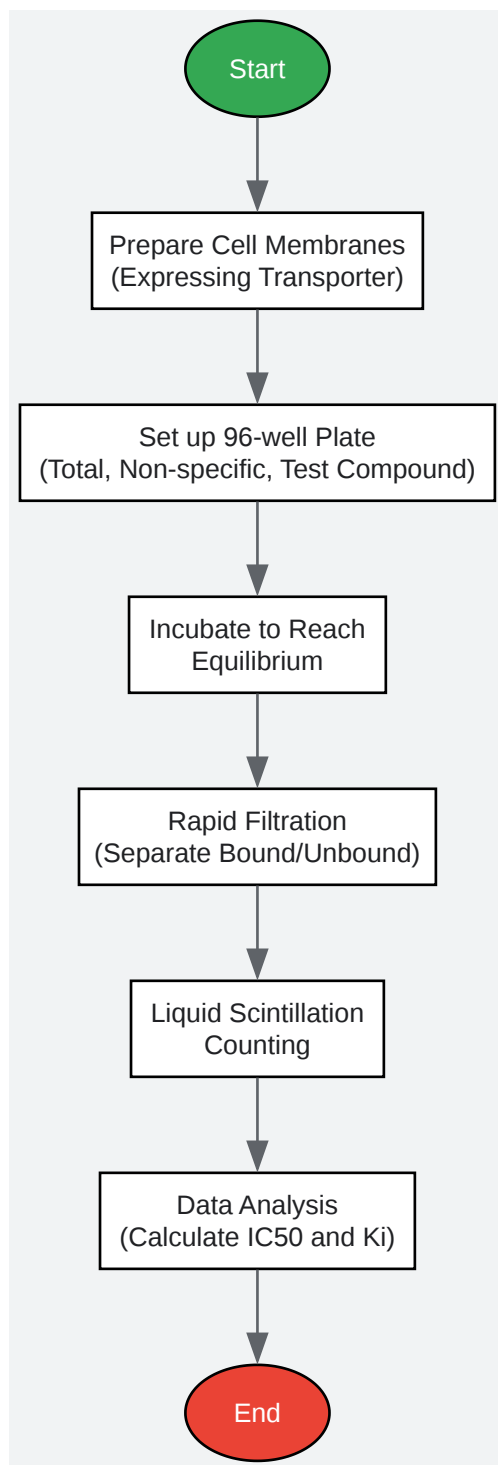 Start
Prepare Cell Membranes
(Expressing Transporter)
Set up 96-well Plate
(Total, Non-specific, Test Compound)
Incubate to Reach
Equilibrium
Rapid Filtration
(Separate Bound/Unbound)
Liquid Scintillation
Counting
Data Analysis
(Calculate IC50 and Ki)
End